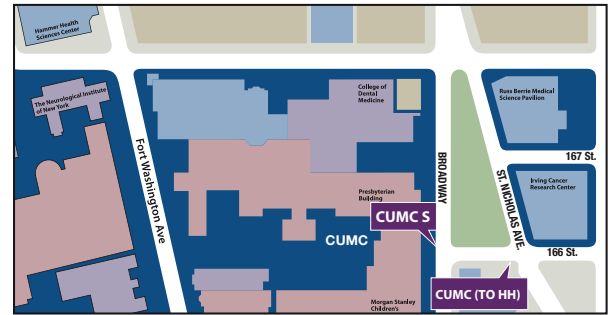 Hammer Health
Sciences Center
The Neurological Institute
of New York
Fort Washington Ave
College of
Dental
Medicine
Presbyterian
Building
CUMC
CUMC S
BROADWAY
ST. NICHOLAS AVE.
Russ Berrie Medical
Science Pavilion
167 St.
Irving Cancer
Research Center
166 St.
CUMC (TO HH)
Morgan Stanley
Children's